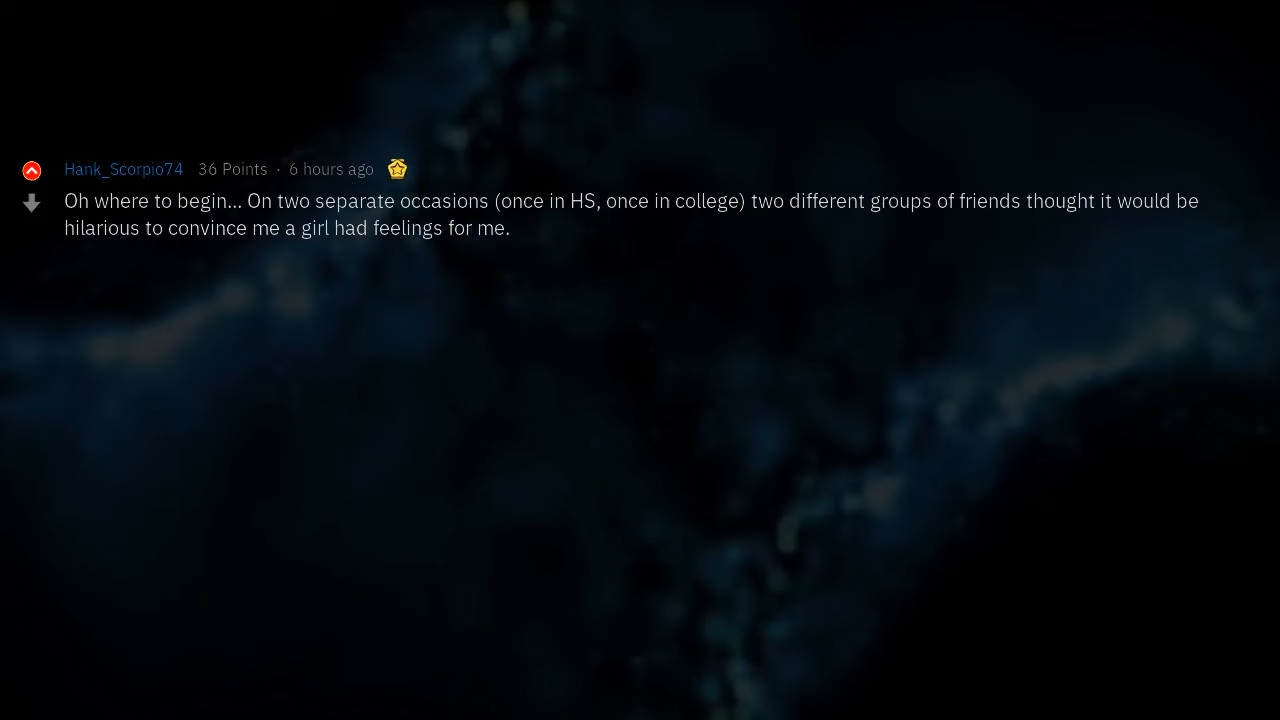 Hank_Scorpio74 36 Points · 6 hours ago
Oh where to begin... On two separate occasions (once in HS, once in college) two different groups of friends thought it would be
hilarious to convince me a girl had feelings for me.